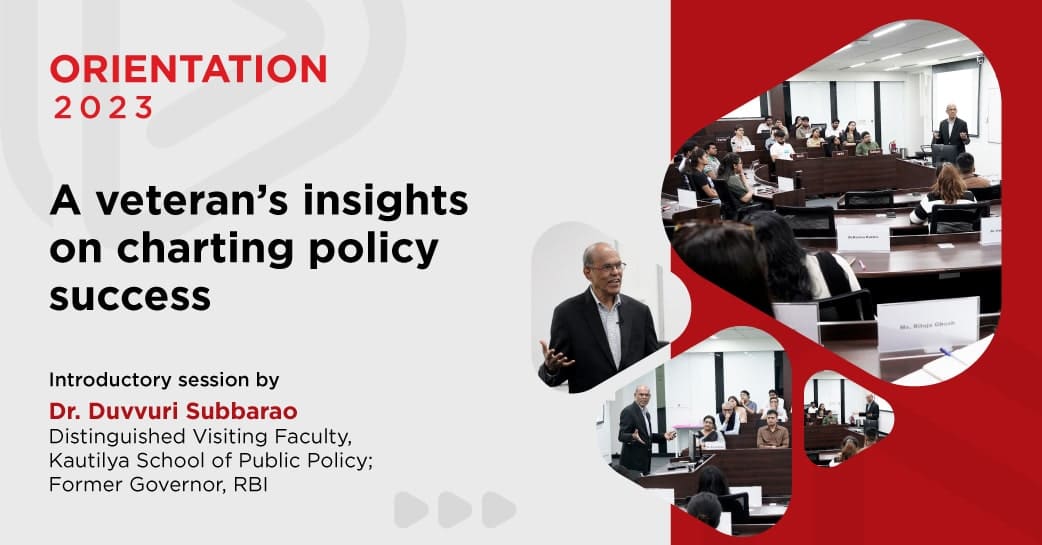 ORIENTATION
2023
A veteran’s insights
on charting policy
success
Introductory session by
Dr. Duvvuri Subbarao
Distinguished Visiting Faculty,
Kautilya School of Public Policy;
Former Governor, RBI
Ms. Rituja Ghosh